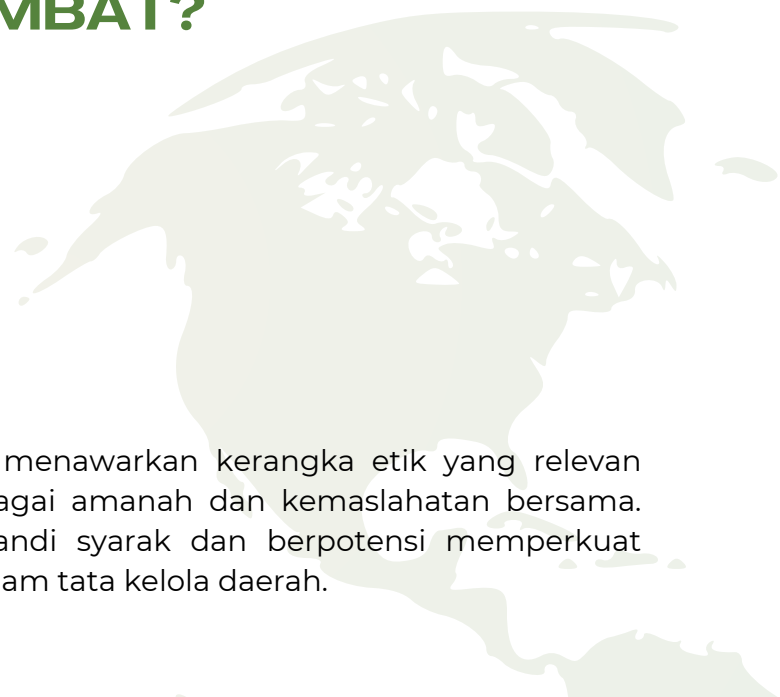 MBAT?
menawarkan kerangka etik yang relevan
agai amanah dan kemaslahatan bersama.
andi syarak dan berpotensi memperkuat
am tata kelola daerah.